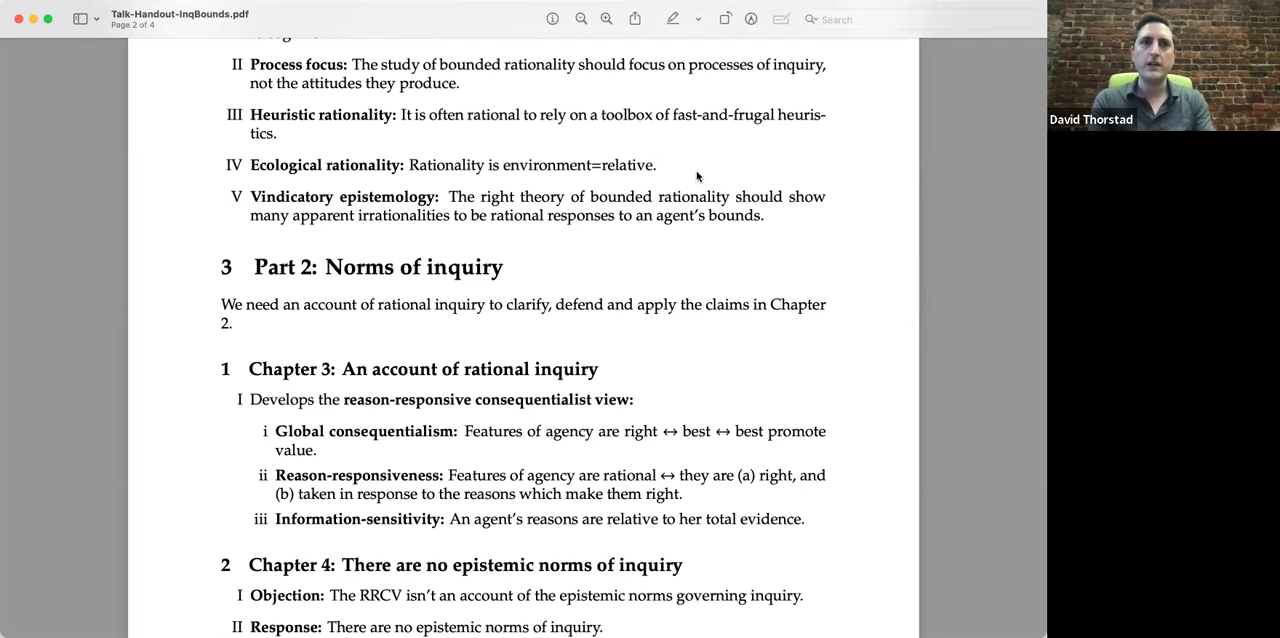 Talk-Handout-InqBounds.pdf
Page 2 of 4
Search
II Process focus: The study of bounded rationality should focus on processes of inquiry,
not the attitudes they produce.
III Heuristic rationality: It is often rational to rely on a toolbox of fast-and-frugal heuris-
tics.
IV Ecological rationality: Rationality is environment=relative.
V Vindicatory epistemology: The right theory of bounded rationality should show
many apparent irrationalities to be rational responses to an agent's bounds.
3 Part 2: Norms of inquiry
We need an account of rational inquiry to clarify, defend and apply the claims in Chapter
2.
1 Chapter 3: An account of rational inquiry
I Develops the reason-responsive consequentialist view:
i Global consequentialism: Features of agency are right ↔ best ↔ best promote
value.
ii Reason-responsiveness: Features of agency are rational ↔ they are (a) right, and
(b) taken in response to the reasons which make them right.
iii Information-sensitivity: An agent's reasons are relative to her total evidence.
2 Chapter 4: There are no epistemic norms of inquiry
I Objection: The RRCV isn't an account of the epistemic norms governing inquiry.
II Response: There are no epistemic norms of inquiry.
David Thorstad